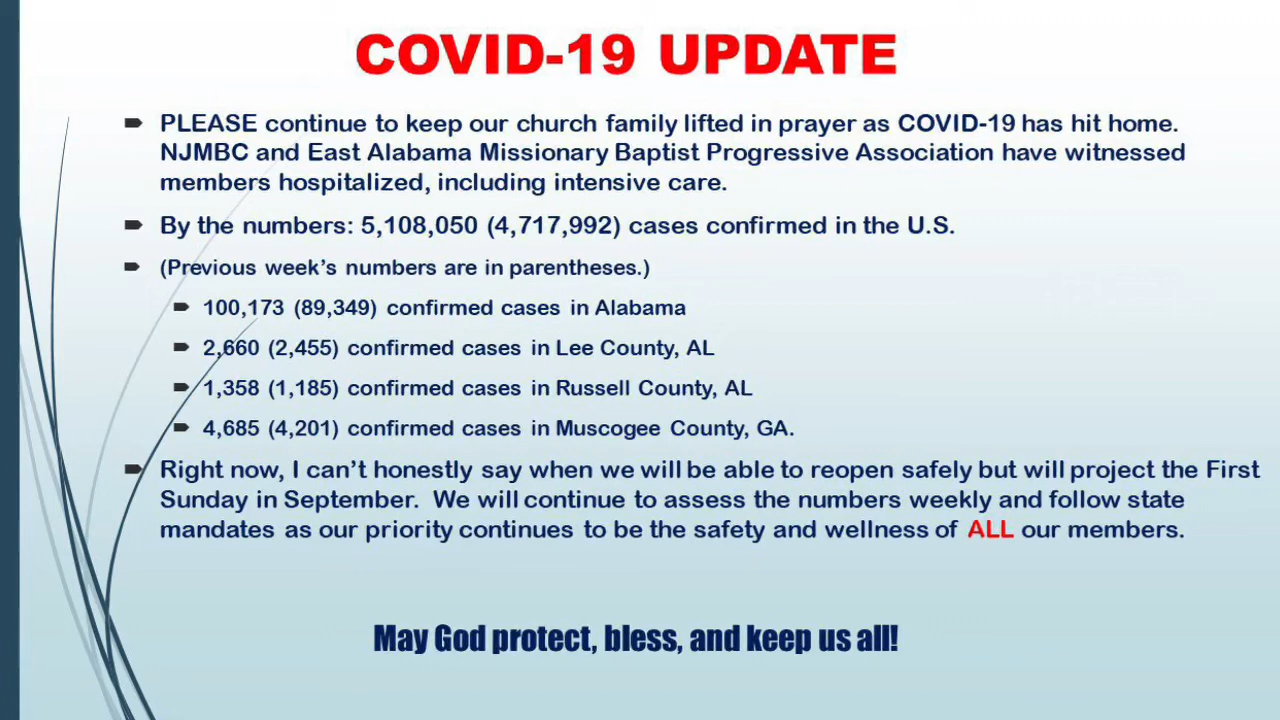 COVID-19 UPDATE
PLEASE continue to keep our church family lifted in prayer as COVID-19 has hit home.
NJMBC and East Alabama Missionary Baptist Progressive Association have witnessed
members hospitalized, including intensive care.
By the numbers: 5,108,050 (4,717,992) cases confirmed in the U.S.
(Previous week's numbers are in parentheses.)
100,173 (89,349) confirmed cases in Alabama
2,660 (2,455) confirmed cases in Lee County, AL
1,358 (1,185) confirmed cases in Russell County, AL
4,685 (4,201) confirmed cases in Muscogee County, GA.
Right now, I can't honestly say when we will be able to reopen safely but will project the First
Sunday in September. We will continue to assess the numbers weekly and follow state
mandates as our priority continues to be the safety and wellness of ALL our members.
May God protect, bless, and keep us all!